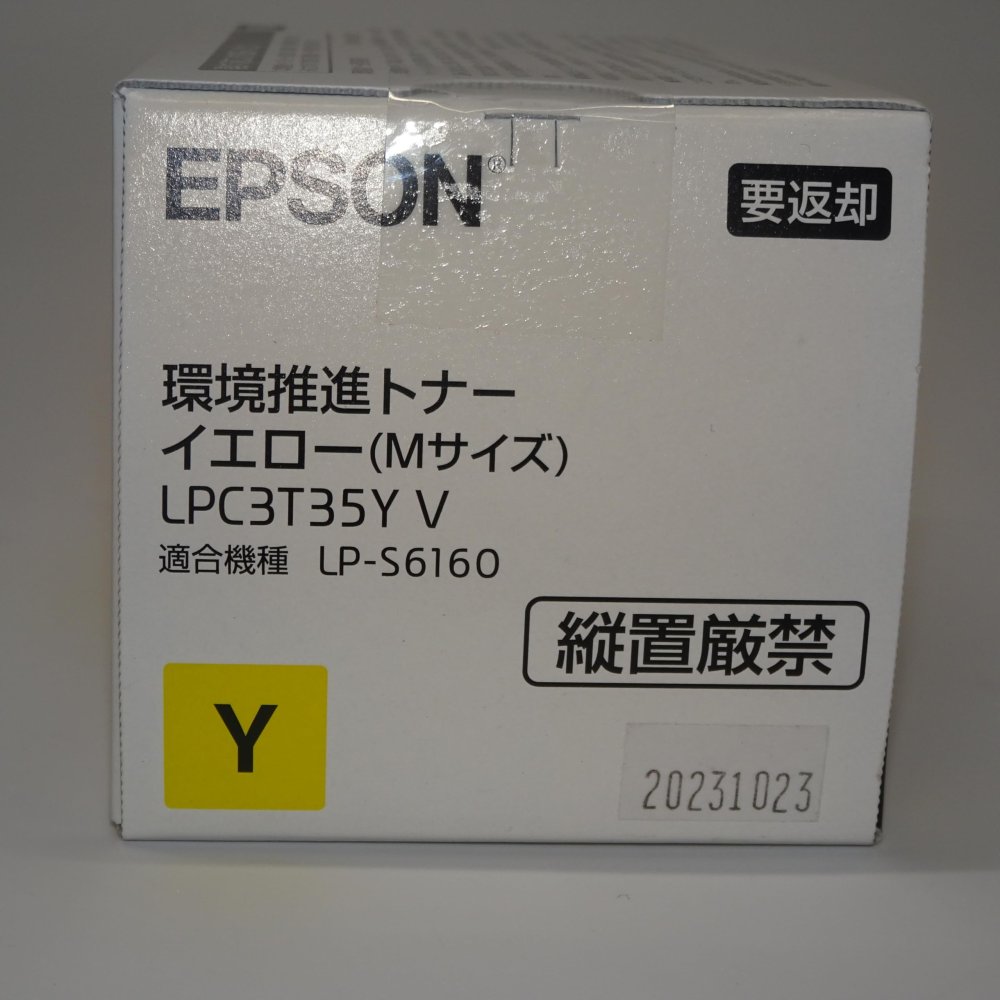 EPSON®
要返却
環境推進トナー
イエロー(Mサイズ)
LPC3T35Y V
適合機種 LP-S6160
縦置厳禁
Y
20231023